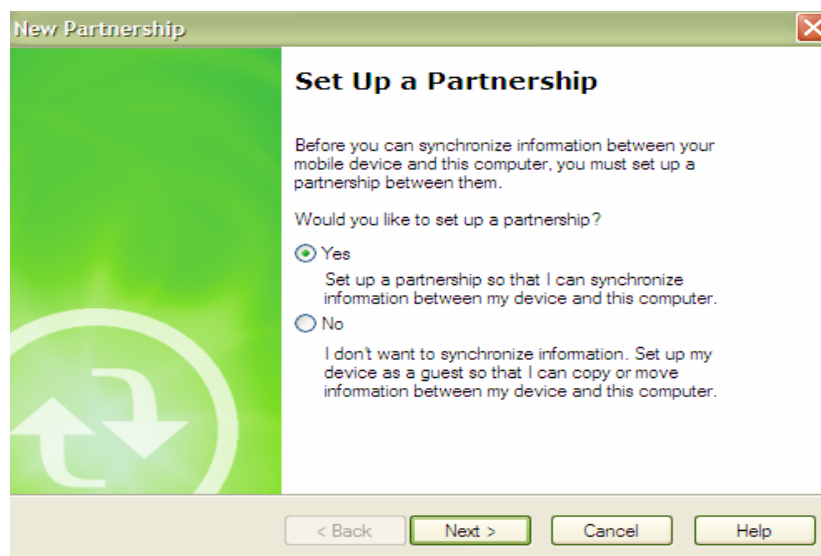 New Partnership
Set Up a Partnership
Before you can synchronize information between your
mobile device and this computer, you must set up a
partnership between them.
Would you like to set up a partnership?
Yes
Set up a partnership so that I can synchronize
information between my device and this computer.
No
I don't want to synchronize information. Set up my
device as a guest so that I can copy or move
information between my device and this computer.
< Back Next > Cancel Help